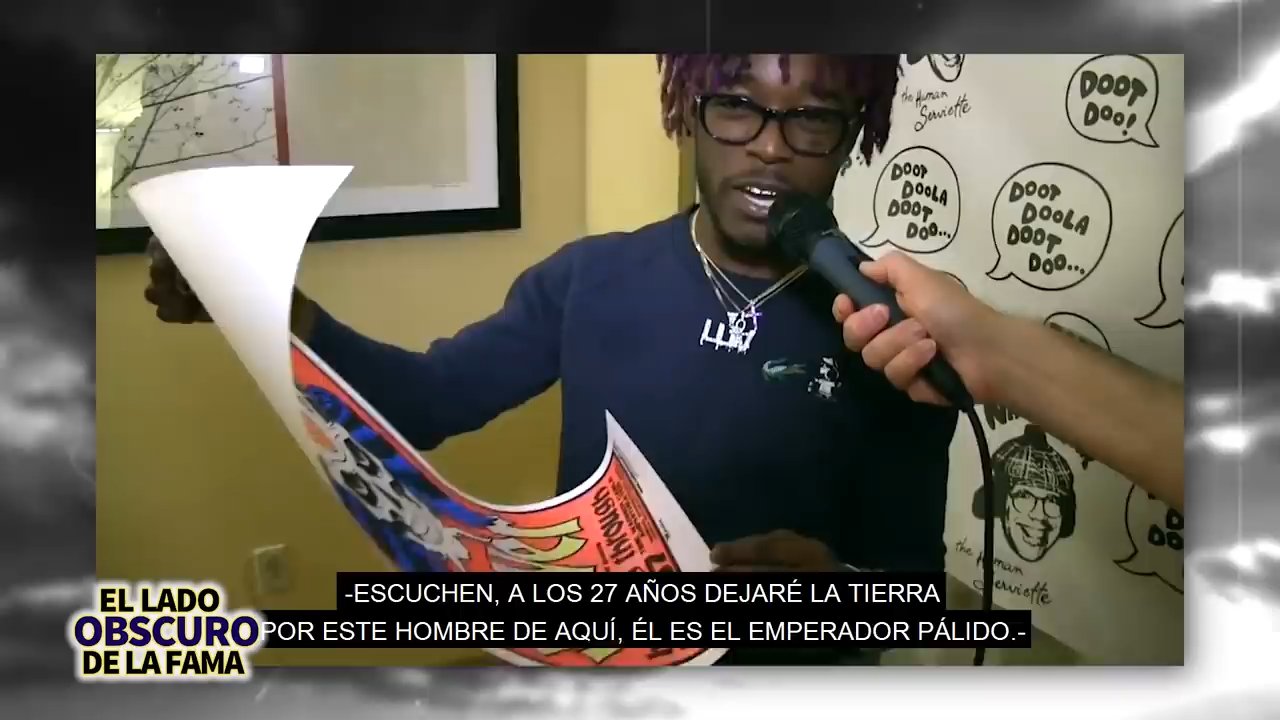 DOOT
DOO!
the Human
Serviette
DOOT
DOOLA
DOOT
DOO...
DOOT
DOOLA
DOOT
DOO...
through
the Human
Serviette
-ESCUCHEN, A LOS 27 AÑOS DEJARÉ LA TIERRA
POR ESTE HOMBRE DE AQUÍ, ÉL ES EL EMPERADOR PÁLIDO.-
EL LADO
OBSCURO
DE LA FAMA